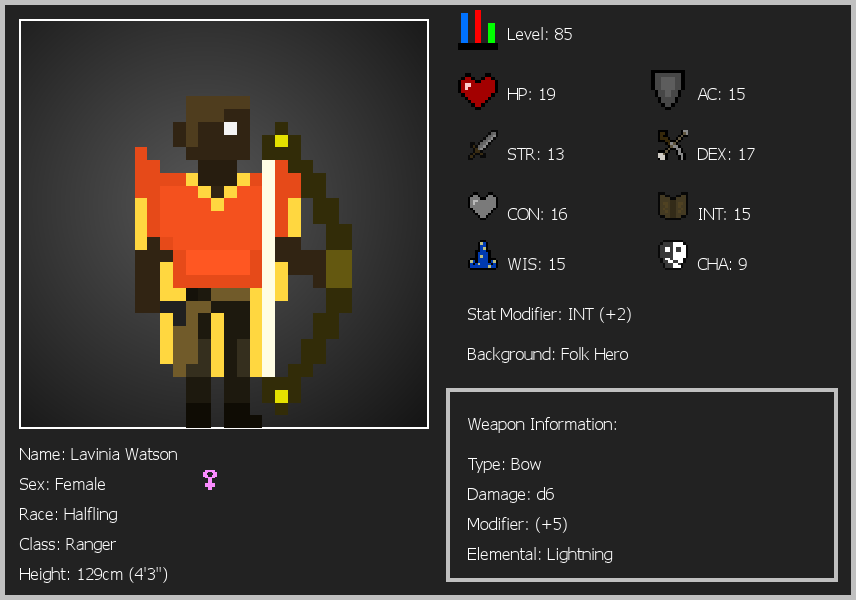 Level: 85
HP: 19
AC: 15
STR: 13
DEX: 17
CON: 16
INT: 15
WIS: 15
CHA: 9
Stat Modifier: INT (+2)
Background: Folk Hero
Weapon Information:
Type: Bow
Damage: d6
Modifier: (+5)
Elemental: Lightning
Name: Lavinia Watson
Sex: Female
Race: Halfling
Class: Ranger
Height: 129cm (4'3")